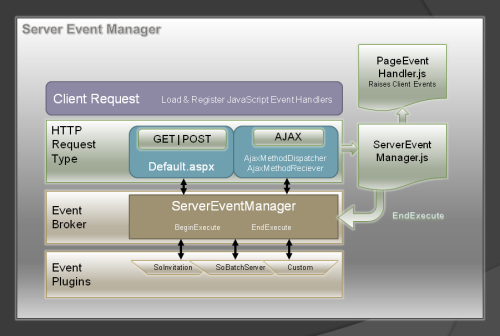 Server Event Manager
PageEvent
Handler.js
Raises Client Events
Client Request
Load & Register JavaScript Event Handlers
HTTP
Request
Type
GET|POST
Default.aspx
AJAX
AjaxMethodDispatcher
AjaxMethodReciever
ServerEvent
Manager.js
Event
Broker
ServerEventManager
BeginExecute
EndExecute
EndExecute
Event
Plugins
SoInvitation
SoBatchServer
Custom